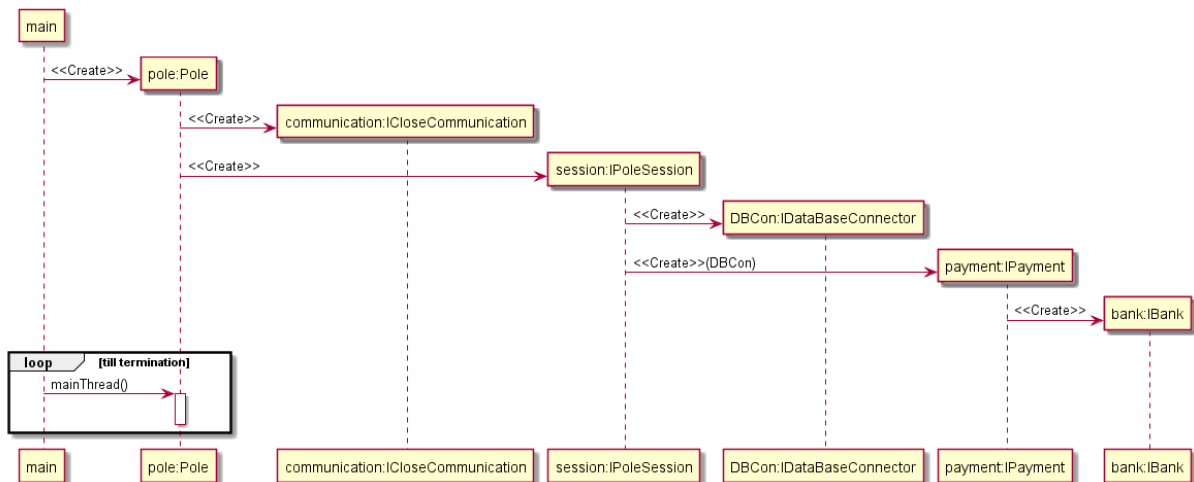 main
<<Create>>
pole:Pole
<<Create>>
communication:ICloseCommunication
<<Create>>
session:IPoleSession
<<Create>>
DBCon:IDataBaseConnector
<<Create>>(DBCon)
payment:IPayment
<<Create>>
bank:IBank
loop [till termination]
mainThread()
main pole:Pole communication:ICloseCommunication session:IPoleSession DBCon:IDataBaseConnector payment:IPayment bank:IBank